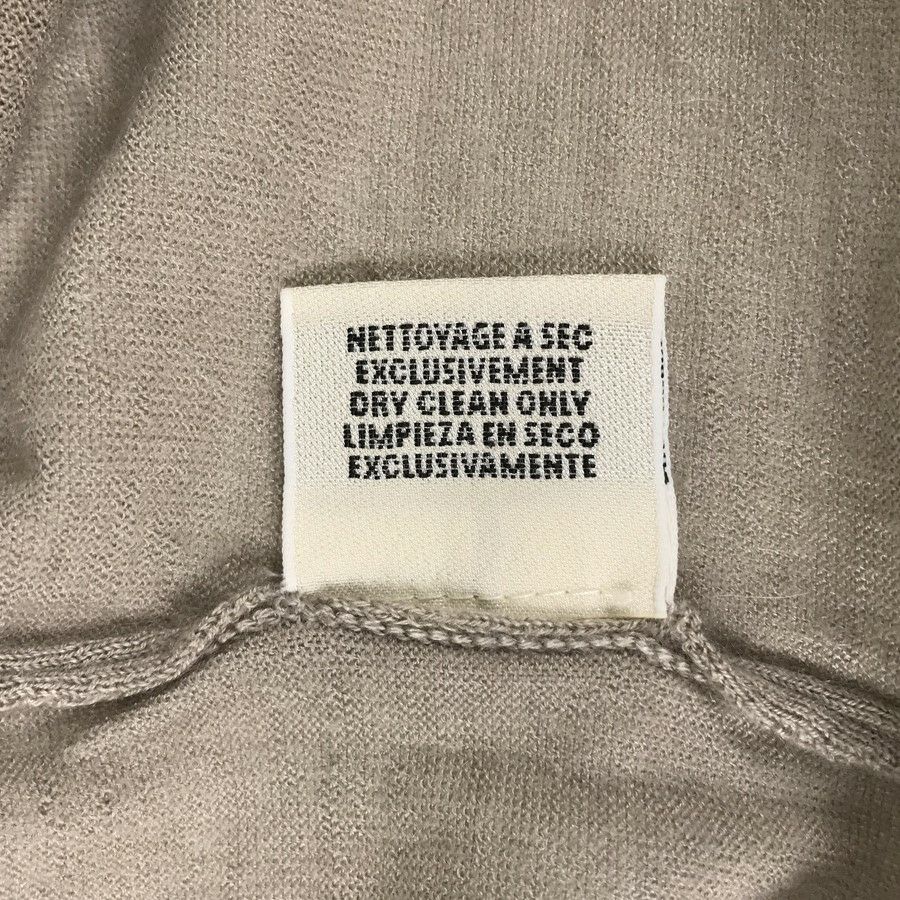 NETTOYAGE A SEC
EXCLUSIVEMENT
DRY CLEAN ONLY
LIMPIEZA EN SECO
EXCLUSIVAMENTE